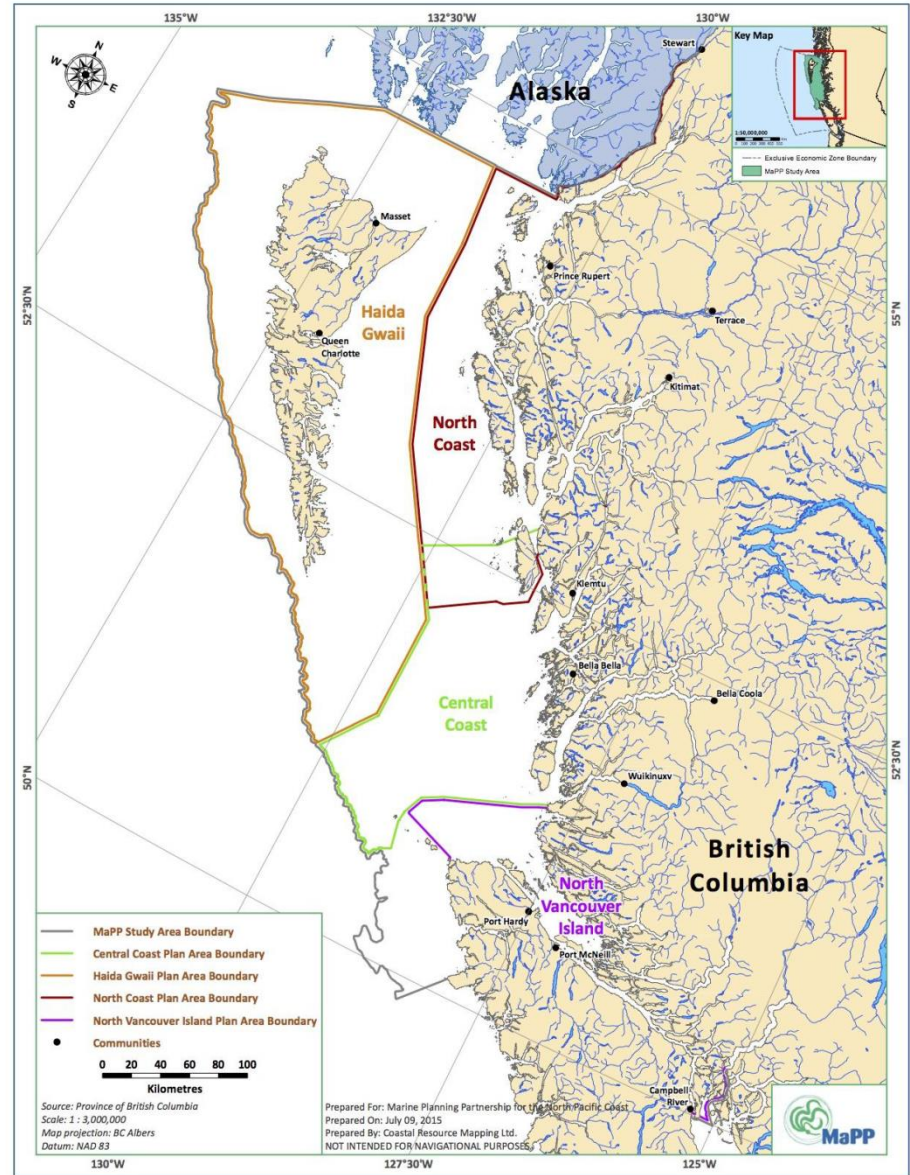 135°W
132°30'W
130°W
N
W
E
S
Stewart
Alaska
Key Map
1:50,000,000
Exclusive Economic Zone Boundary
MaPP Study Area
Masset
Prince Rupert
52°30'N
55°N
Haida
Gwaii
Terrace
Queen
Charlotte
Kitimat
North
Coast
Klemtu
Bella Bella
Central
Coast
Bella Coola
50°N
52°30'N
Wuikinuxv
British
Columbia
North
Vancouver
Island
Port Hardy
Port McNeill
MaPP Study Area Boundary
Central Coast Plan Area Boundary
Haida Gwaii Plan Area Boundary
North Coast Plan Area Boundary
North Vancouver Island Plan Area Boundary
Communities
0 20 40 60 80 100
Kilometres
Campbell
River
Source: Province of British Columbia
Scale: 1 : 3,000,000
Map projection: BC Albers
Datum: NAD 83
Prepared For: Marine Planning Partnership for the North Pacific Coast
Prepared On: July 09, 2015
Prepared By: Coastal Resource Mapping Ltd.
NOT INTENDED FOR NAVIGATIONAL PURPOSES
MaPP
130°W
127°30'W
125°W